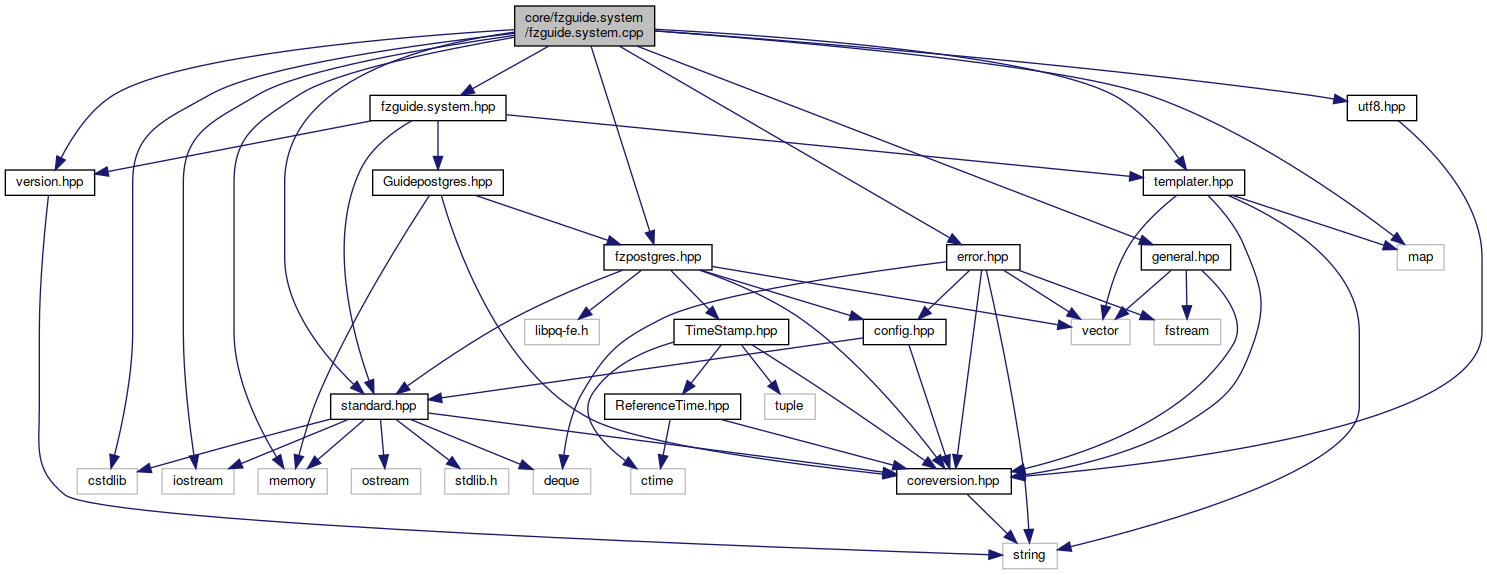 core/fzguide.system
/fzguide.system.cpp
fzguide.system.hpp
utf8.hpp
version.hpp
Guidepostgres.hpp
templater.hpp
fzpostgres.hpp
error.hpp
general.hpp
map
libpq-fe.h
TimeStamp.hpp
config.hpp
vector
fstream
standard.hpp
ReferenceTime.hpp
tuple
cstdlib
iostream
memory
ostream
stdlib.h
deque
ctime
coreversion.hpp
string